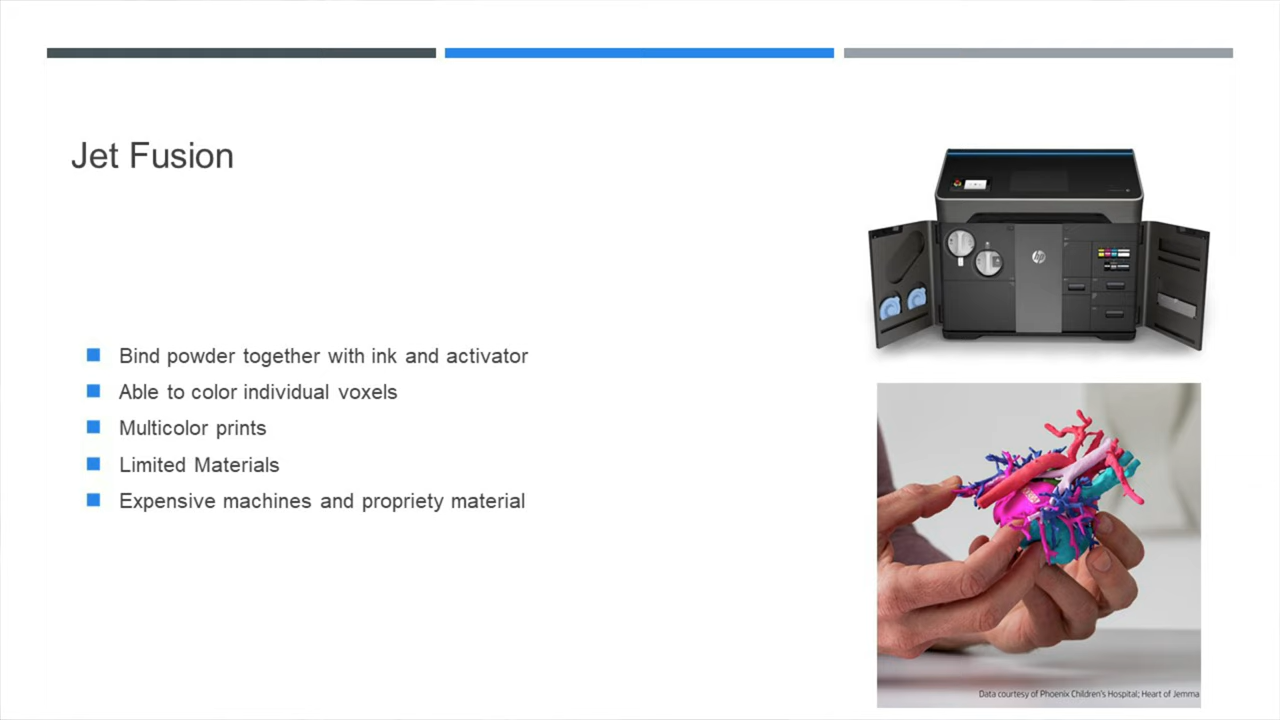 Jet Fusion
Bind powder together with ink and activator
Able to color individual voxels
Multicolor prints
Limited Materials
Expensive machines and propriety material
hp
Data courtesy of Phoenix Children's Hospital; Heart of Jemma